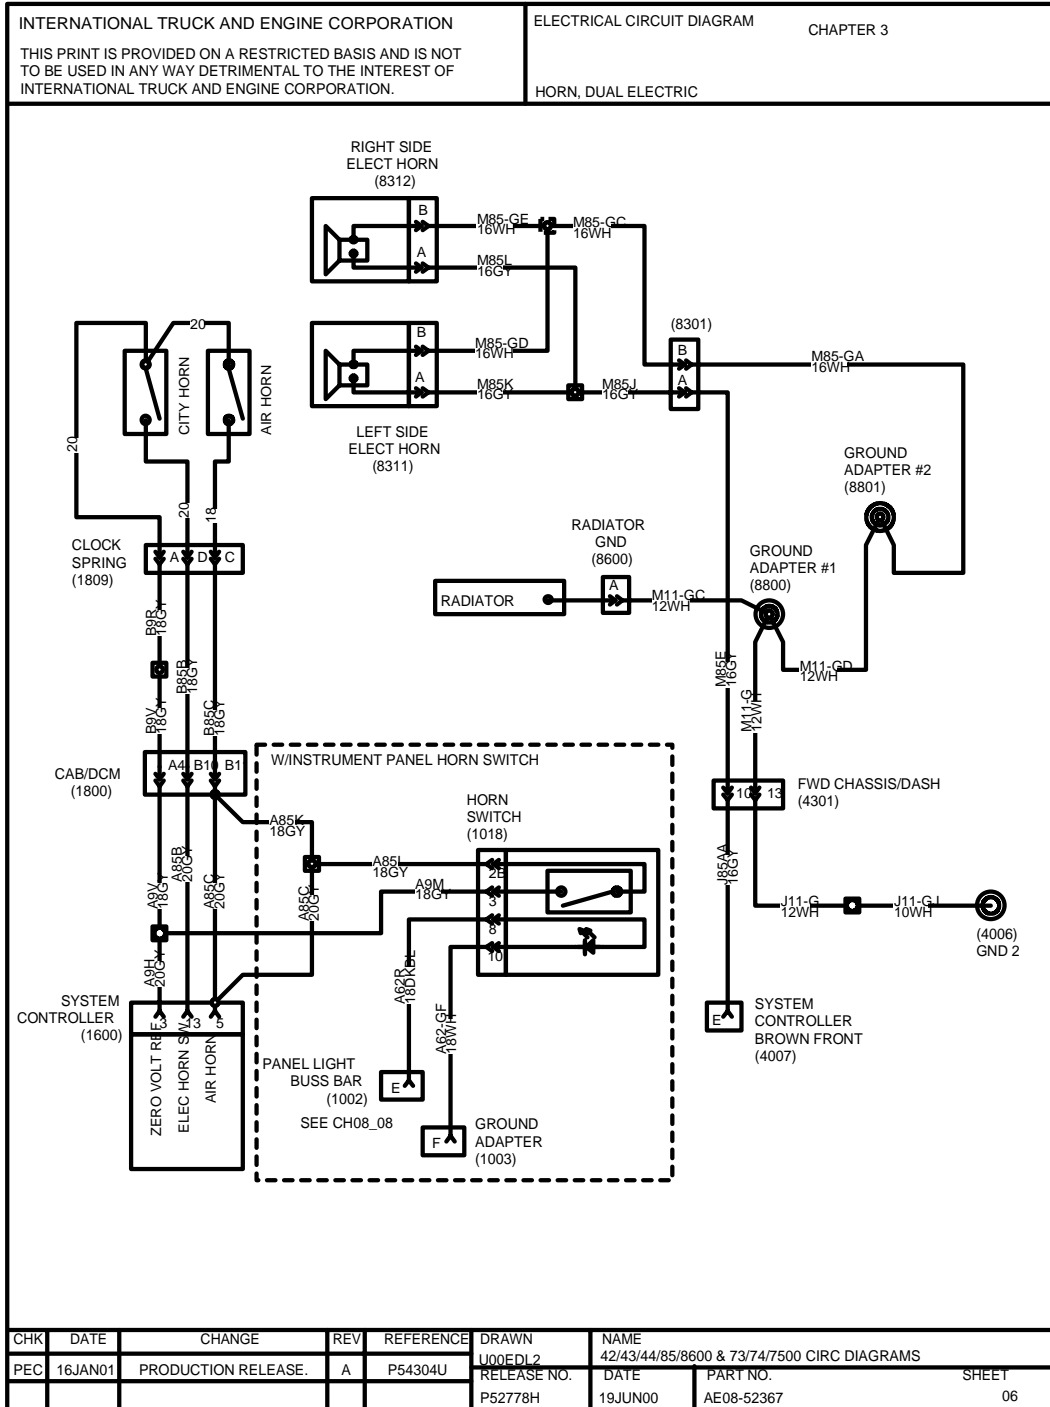 INTERNATIONAL TRUCK AND ENGINE CORPORATION
THIS PRINT IS PROVIDED ON A RESTRICTED BASIS AND IS NOT
TO BE USED IN ANY WAY DETRIMENTAL TO THE INTEREST OF
INTERNATIONAL TRUCK AND ENGINE CORPORATION.
ELECTRICAL CIRCUIT DIAGRAM
CHAPTER 3
HORN, DUAL ELECTRIC
RIGHT SIDE
ELECT HORN
(8312)
B
M85-GE
16WH
M85-GC
16WH
A
M85L
16GY
B
M85-GD
16WH
A
M85K
16GY
M85J
16GY
LEFT SIDE
ELECT HORN
(8311)
(8301)
B
A
M85-GA
16WH
20
CITY HORN
AIR HORN
20
20
18
CLOCK
SPRING
(1809)
A D C
GROUND
ADAPTER #2
(8801)
RADIATOR
GND
(8600)
A
RADIATOR
M11-GC
12WH
GROUND
ADAPTER #1
(8800)
M11-GD
12WH
M85E
16GY
M11-G
12WH
B9R
18GY
B85B
18GY
B9V
18GY
B85C
18GY
CAB/DCM
(1800)
A4 B10 B1
W/INSTRUMENT PANEL HORN SWITCH
HORN
SWITCH
(1018)
FWD CHASSIS/DASH
(4301)
10 13
A85K
18GY
A85L
18GY
2B
A9M
18GY
3
8
10
A9V
18GY
A85B
20GY
A85C
20GY
A85C
20GY
A9H
20GY
A62R
18DKBL
A62-GF
18WH
J85AA
16GY
J11-G
12WH
J11-GJ
10WH
(4006)
GND 2
SYSTEM
CONTROLLER
(1600)
3 13 5
ZERO VOLT REF
ELEC HORN SW
AIR HORN
PANEL LIGHT
BUSS BAR
(1002)
E
SEE CH08_08
GROUND
ADAPTER
(1003)
F
E
SYSTEM
CONTROLLER
BROWN FRONT
(4007)
CHK DATE CHANGE REV REFERENCE
PEC 16JAN01 PRODUCTION RELEASE. A P54304U
DRAWN
U00EDL2
NAME
42/43/44/85/8600 & 73/74/7500 CIRC DIAGRAMS
RELEASE NO. DATE PART NO. SHEET
P52778H 19JUN00 AE08-52367 06